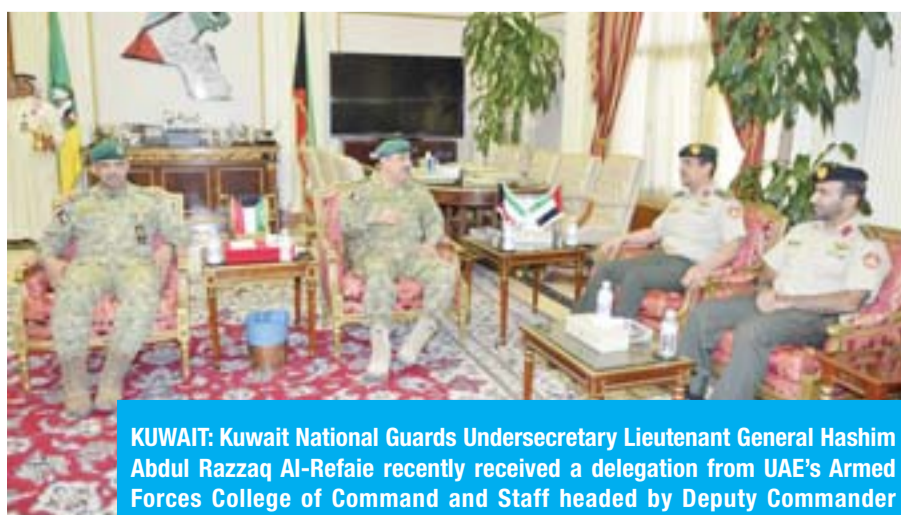 KUWAIT: Kuwait National Guards Undersecretary Lieutenant General Hashim
Abdul Razzaq Al-Refaie recently received a delegation from UAE’s Armed
Forces College of Command and Staff headed by Deputy Commander